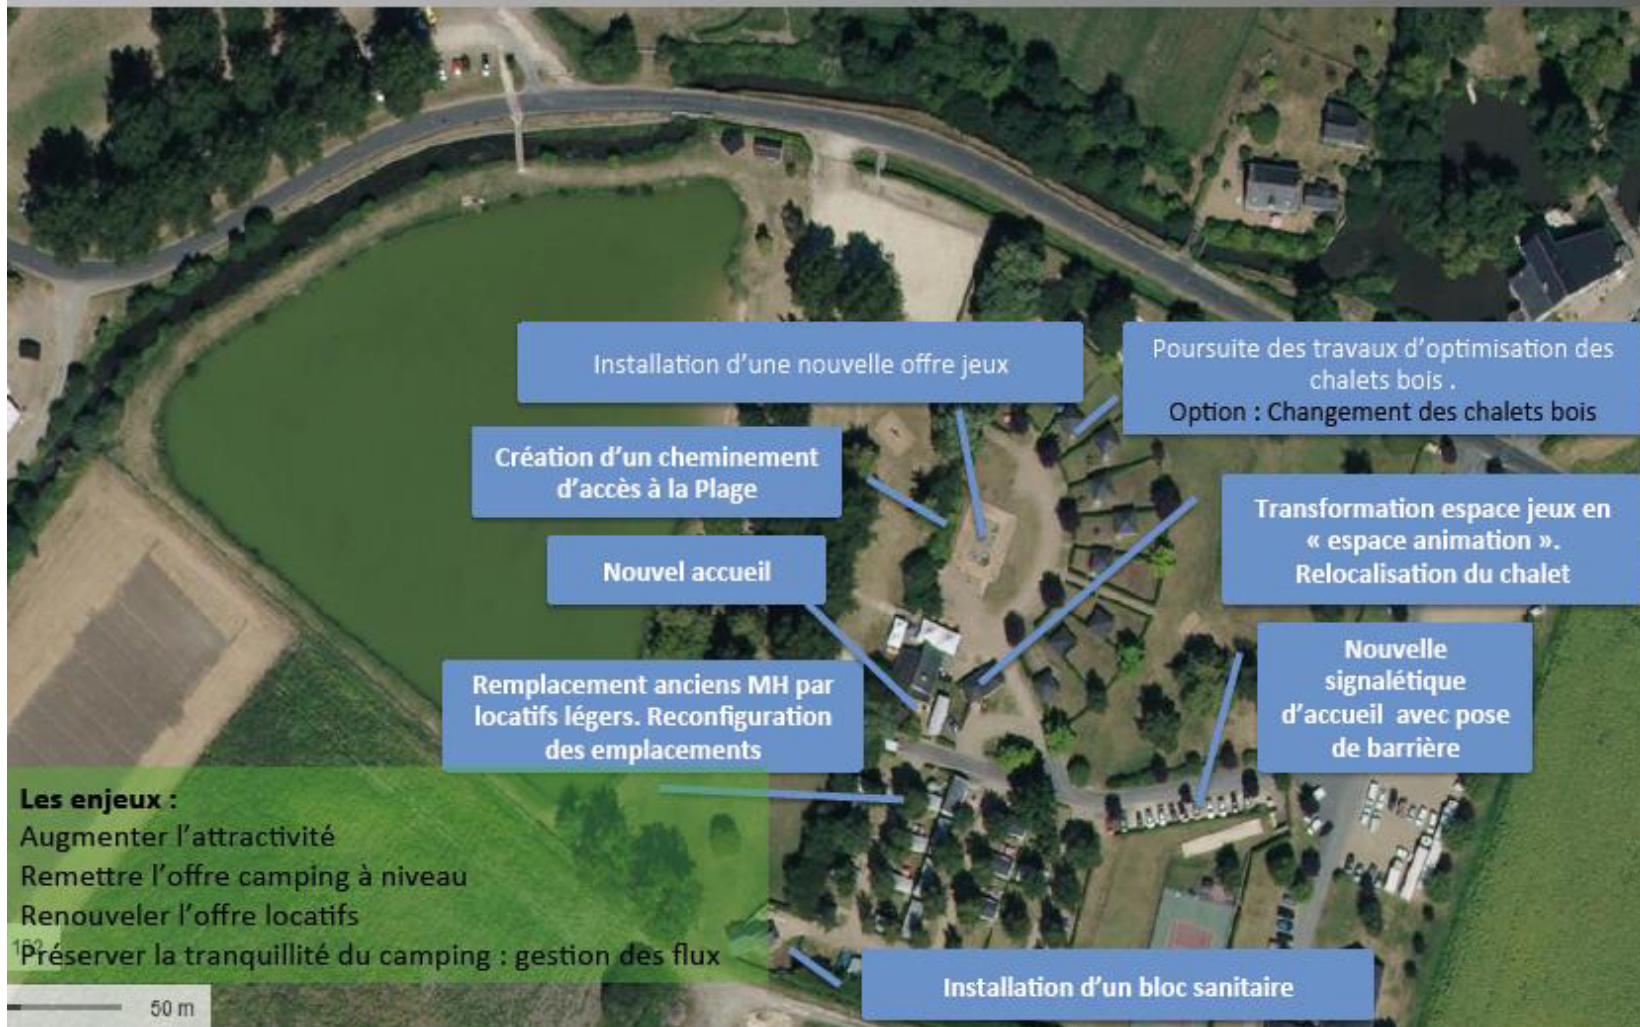 Installation d’une nouvelle offre jeux
Poursuite des travaux d’optimisation des
chalets bois .
Option : Changement des chalets bois
Création d’un cheminement
d’accès à la Plage
Transformation espace jeux en
« espace animation ».
Relocalisation du chalet
Nouvel accueil
Nouvelle
signalétique
d’accueil avec pose
de barrière
Remplacement anciens MH par
locatifs légers. Reconfiguration
des emplacements
Les enjeux :
Augmenter l’attractivité
Remettre l’offre camping à niveau
Renouveler l’offre locatifs
Préserver la tranquillité du camping : gestion des flux
Installation d’un bloc sanitaire
50 m